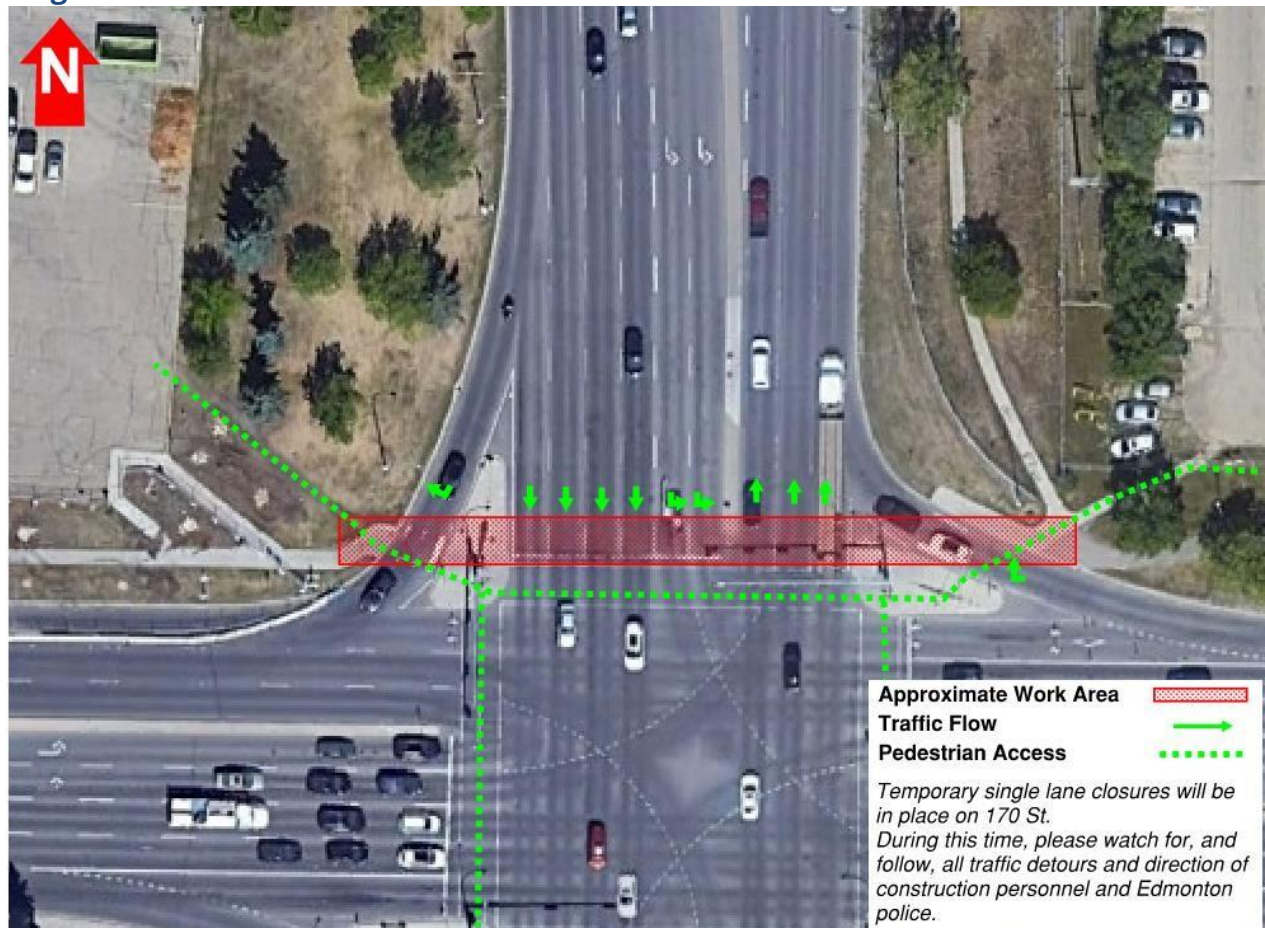 N
Approximate Work Area
Traffic Flow
Pedestrian Access
Temporary single lane closures will be
in place on 170 St.
During this time, please watch for, and
follow, all traffic detours and direction of
construction personnel and Edmonton
police.